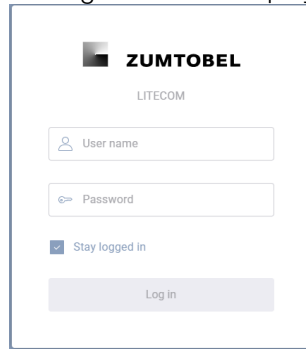 ZUMTOBEL
LITECOM
User name
Password
Stay logged in
Log in